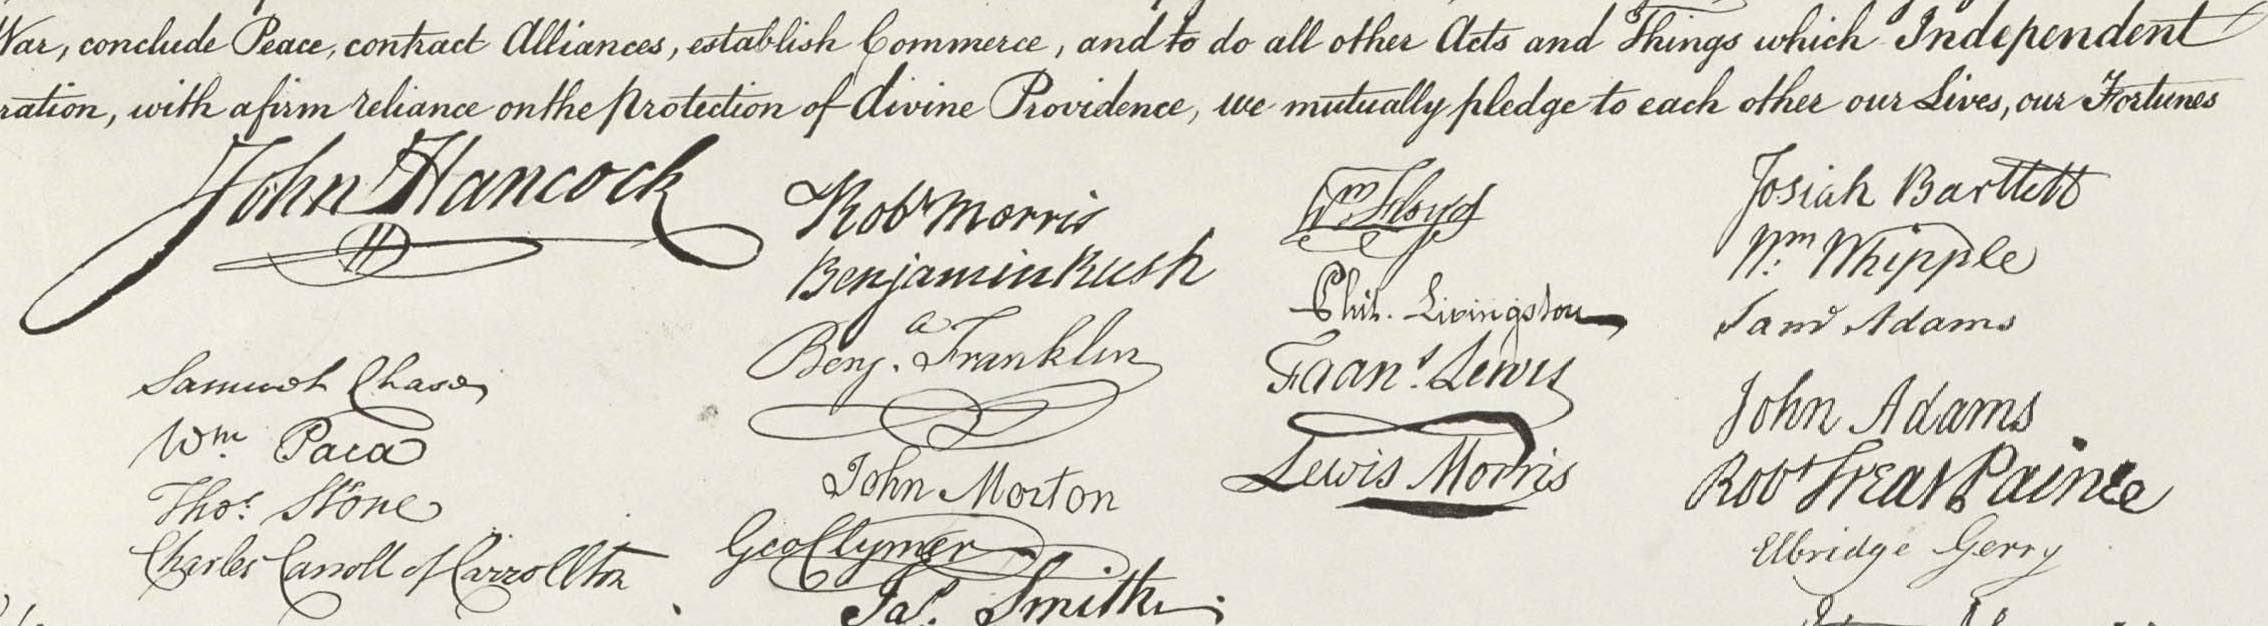 War, conclude Peace, contract Alliances, establish Commerce, and to do all other Acts and Things which Independent
ration, with a firm reliance on the protection of divine Providence, we mutually pledge to each other our Lives, our Fortunes
John Hancock
Samuel Chase
Wm. Paca
Thos. Stone
Charles Carroll of Carrollton
Robt Morris
Benjamin Rush
Benja. Franklin
John Morton
Geo Clymer
Jas. Smith
Wm Floyd
Phil. Livingston
Frans. Lewis
Lewis Morris
Josiah Bartlett
Wm. Whipple
Saml Adams
John Adams
Robt Treat Paine
Elbridge Gerry